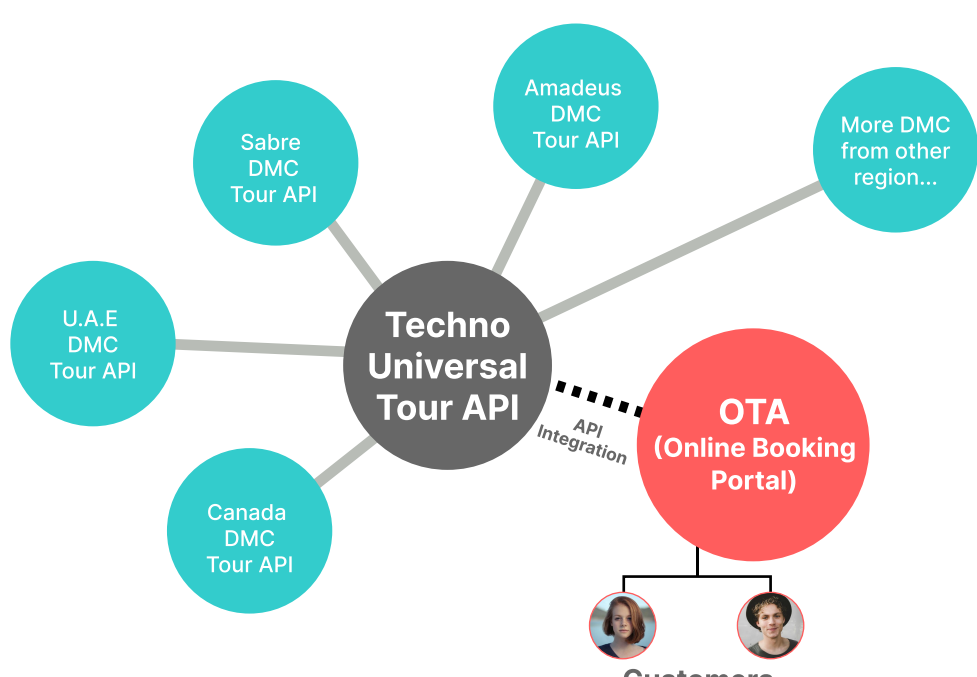 Amadeus
DMC
Tour API
Sabre
DMC
Tour API
More DMC
from other
region...
U.A.E
DMC
Tour API
Techno
Universal
Tour API
OTA
(Online Booking
Portal)
API
Integration
Canada
DMC
Tour API
Customers